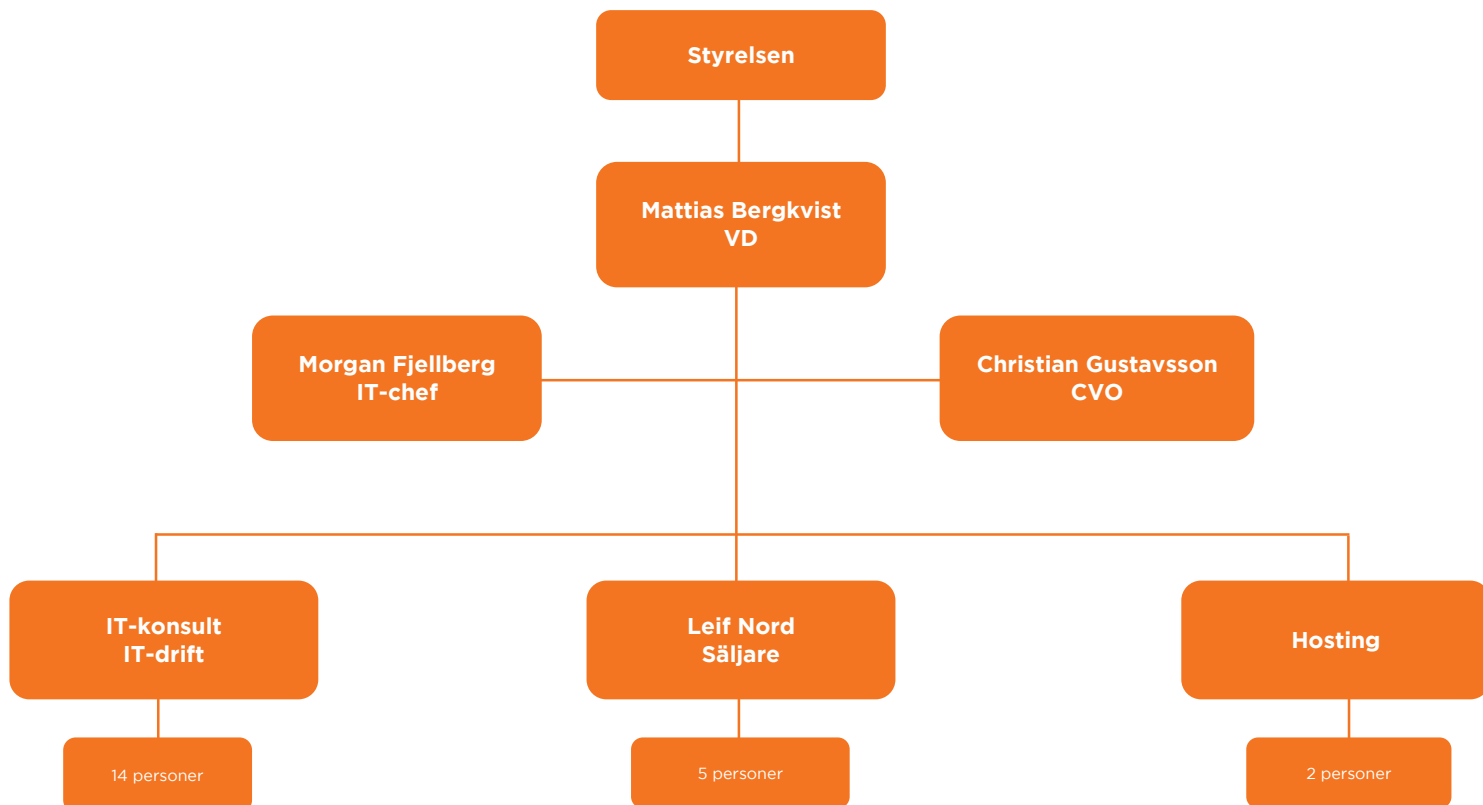 Styrelsen
Mattias Bergkvist
VD
Morgan Fjellberg
IT-chef
Christian Gustavsson
CVO
IT-konsult
IT-drift
Leif Nord
Säljare
Hosting
14 personer
5 personer
2 personer